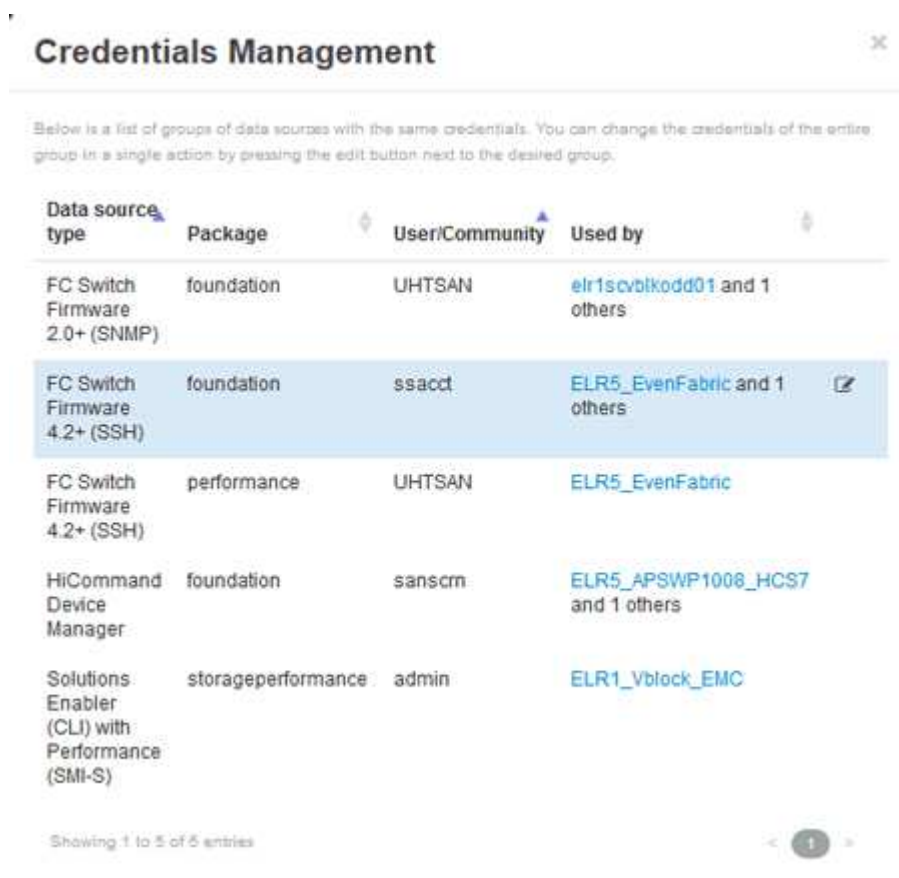 Credentials Management
Below is a list of groups of data sources with the same credentials. You can change the credentials of the entire
group in a single action by pressing the edit button next to the desired group.
Data source
type
Package
User/Community
Used by
FC Switch
Firmware
2.0+ (SNMP)
foundation
UHTSAN
elr1scvblkodd01 and 1
others
FC Switch
Firmware
4.2+ (SSH)
foundation
ssacct
ELR5_EvenFabric and 1
others
FC Switch
Firmware
4.2+ (SSH)
performance
UHTSAN
ELR5_EvenFabric
HiCommand
Device
Manager
foundation
sanscrn
ELR5_APSWP1008_HCS7
and 1 others
Solutions
Enabler
(CLI) with
Performance
(SMI-S)
storageperformance
admin
ELR1_Vblock_EMC
Showing 1 to 5 of 5 entries
< 1 >